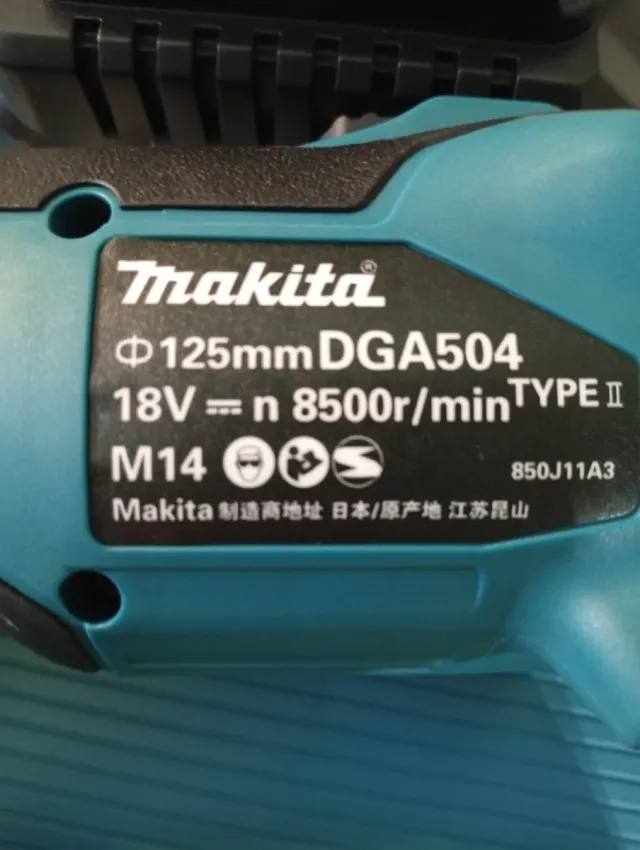 makita®
Φ125mm DGA504
18V ⎓ n 8500r/min TYPE Ⅱ
M14 850J11A3
Makita 制造商地址 日本/原产地 江苏昆山